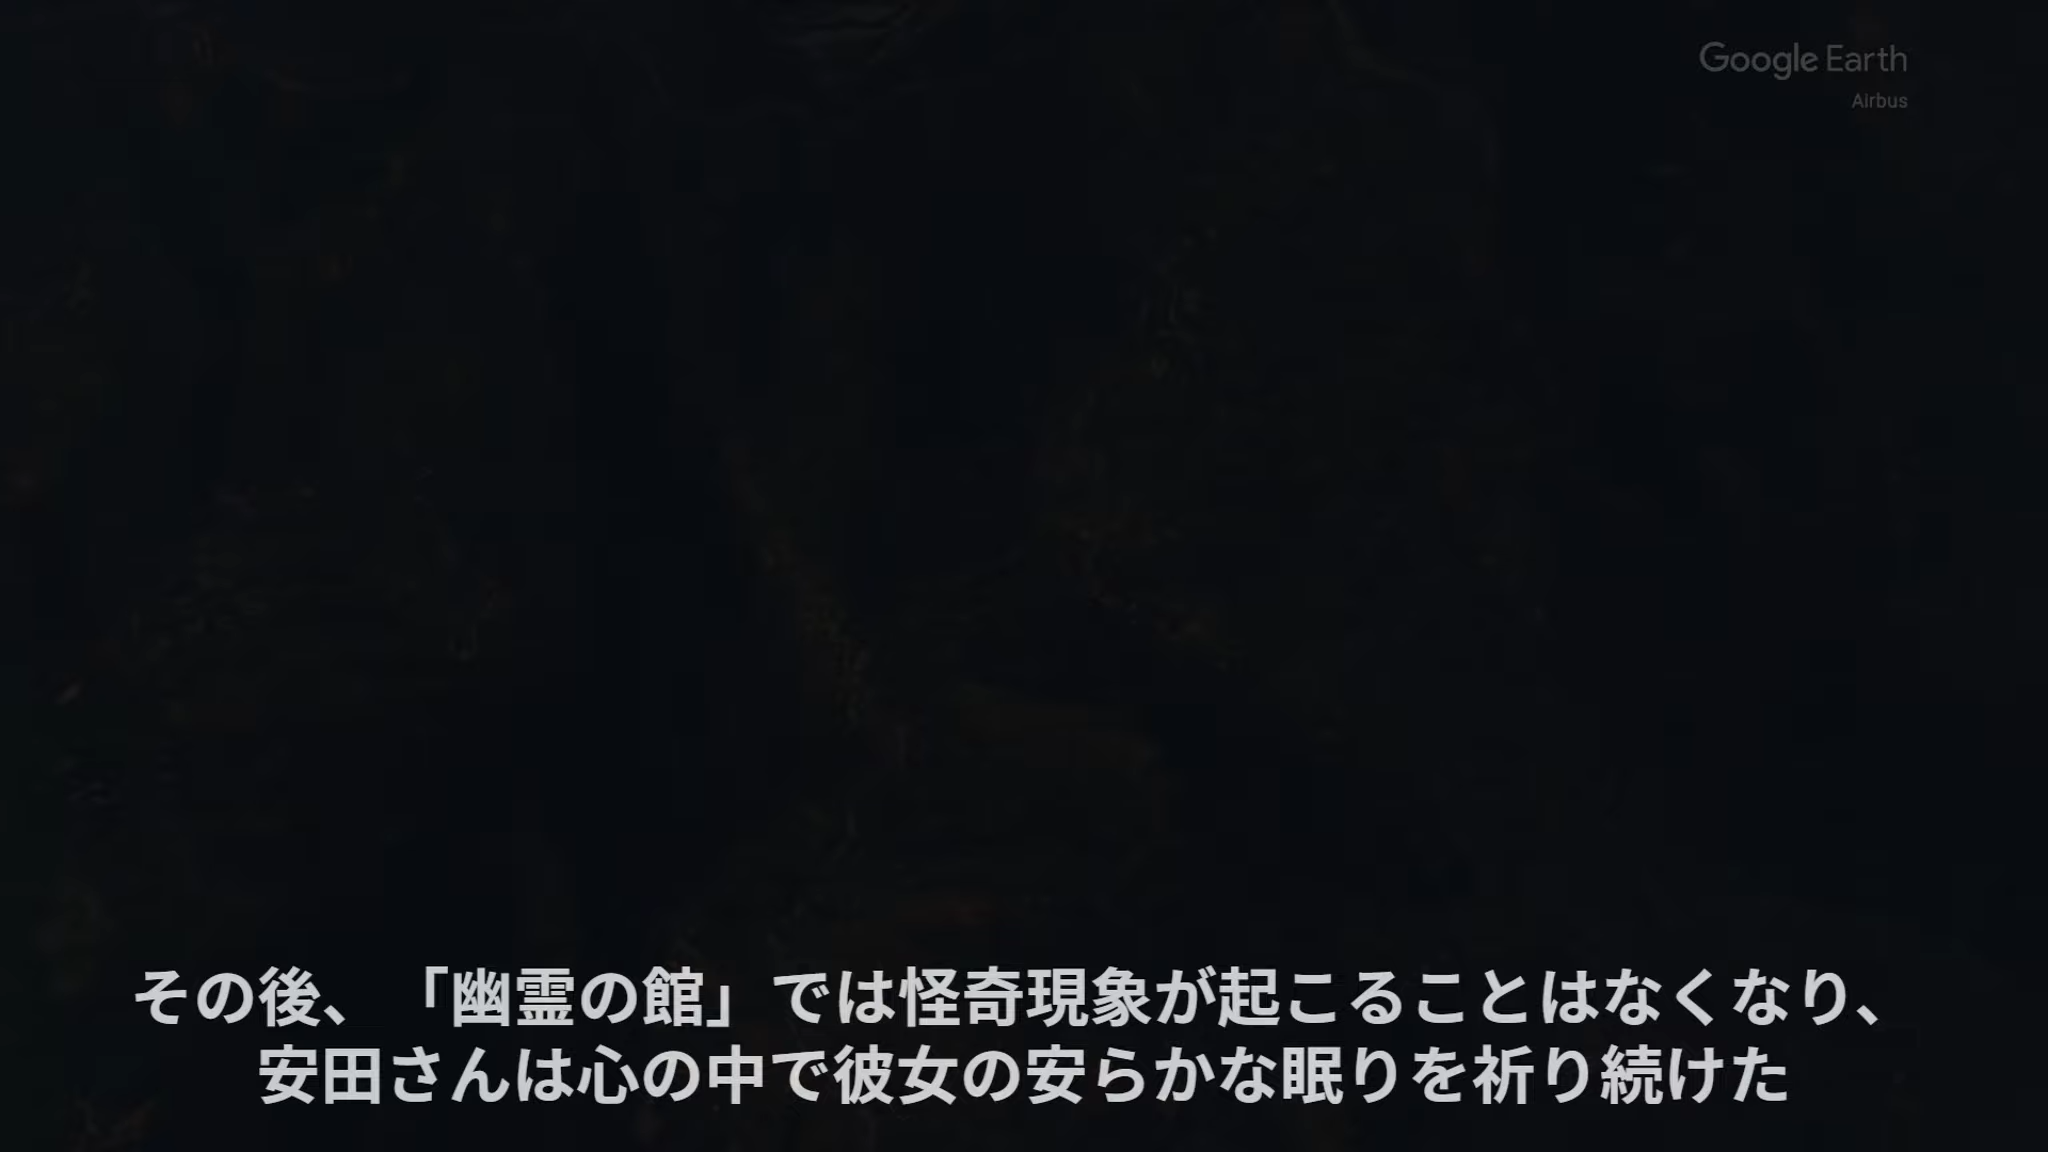 Google Earth
Airbus
その後、「幽霊の館」では怪奇現象が起こることはなくなり、
安田さんは心の中で彼女の安らかな眠りを祈り続けた